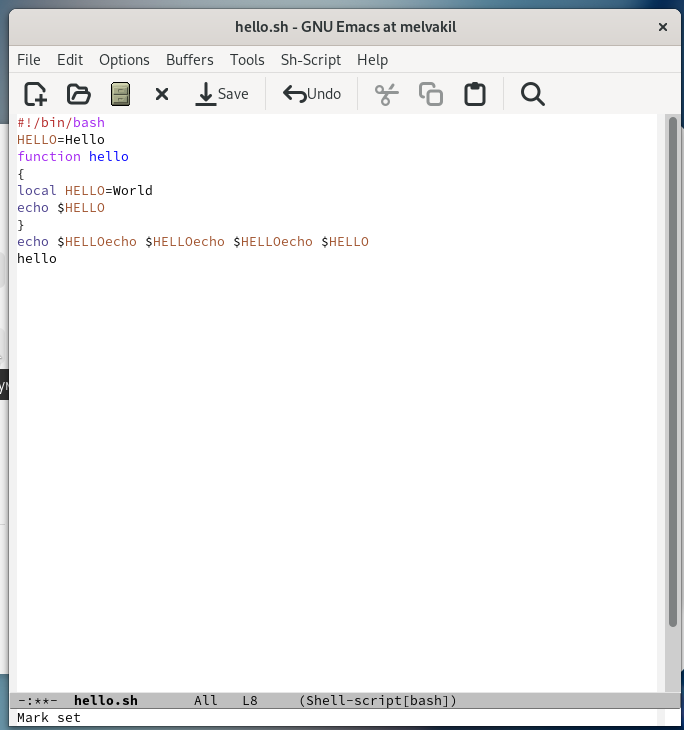 hello.sh - GNU Emacs at melvakil ×
File Edit Options Buffers Tools Sh-Script Help
Save Undo
#!/bin/bash
HELLO=Hello
function hello
{
local HELLO=World
echo $HELLO
}
echo $HELLOecho $HELLOecho $HELLOecho $HELLO
hello
-:**- hello.sh All L8 (Shell-script[bash])
Mark set